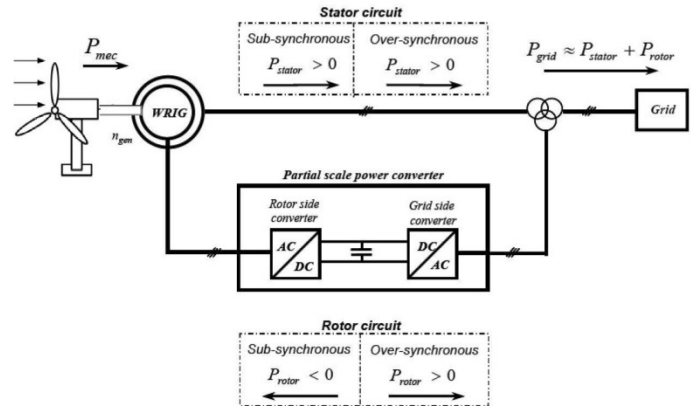 Stator circuit
Sub-synchronous Over-synchronous
P_stator > 0 P_stator > 0
P_mec
P_grid ≈ P_stator + P_rotor
WRIG
n_gen
Grid
Partial scale power converter
Rotor side
converter
Grid side
converter
AC
DC
DC
AC
Rotor circuit
Sub-synchronous Over-synchronous
P_rotor < 0 P_rotor > 0